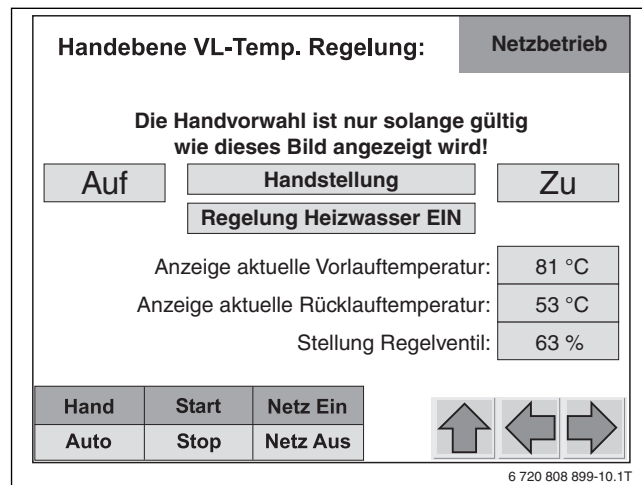 Handebene VL-Temp. Regelung:
Netzbetrieb
Die Handvorwahl ist nur solange gültig
wie dieses Bild angezeigt wird!
Auf
Handstellung
Zu
Regelung Heizwasser EIN
Anzeige aktuelle Vorlauftemperatur: 81 °C
Anzeige aktuelle Rücklauftemperatur: 53 °C
Stellung Regelventil: 63 %
Hand Start Netz Ein
Auto Stop Netz Aus
6 720 808 899-10.1T